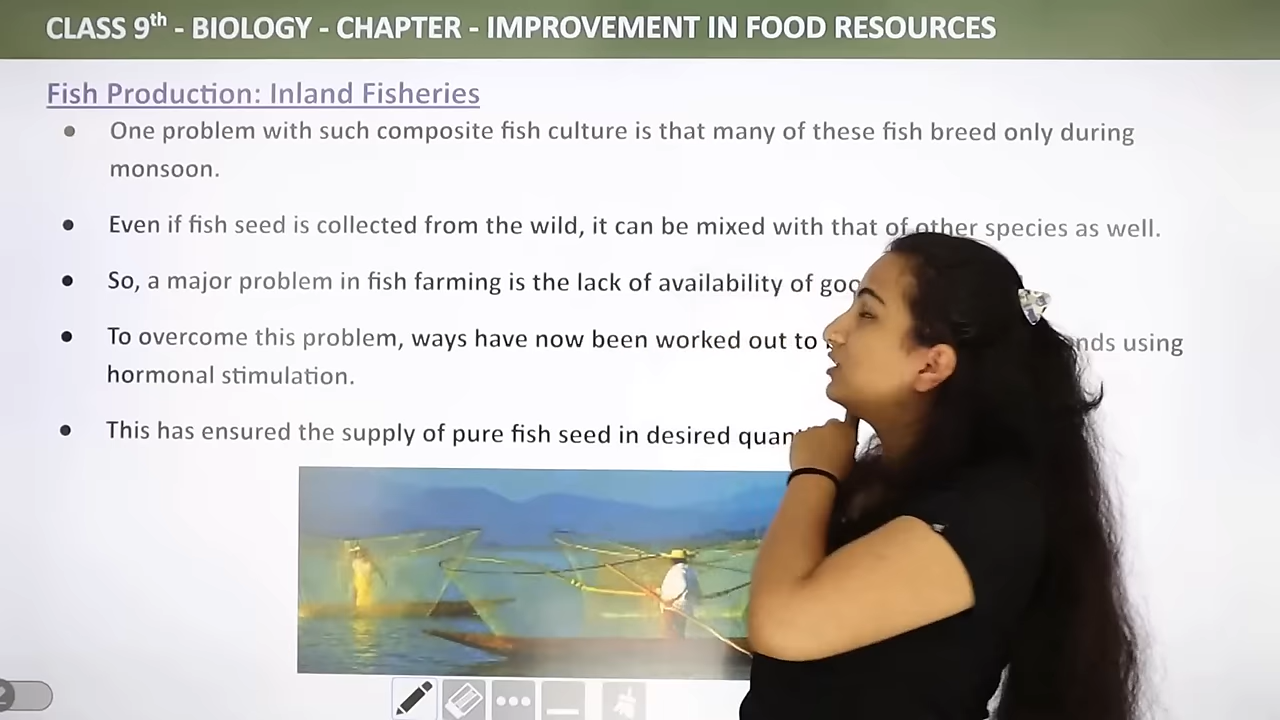 CLASS 9th - BIOLOGY - CHAPTER - IMPROVEMENT IN FOOD RESOURCES
Fish Production: Inland Fisheries
• One problem with such composite fish culture is that many of these fish breed only during
monsoon.
• Even if fish seed is collected from the wild, it can be mixed with that of other species as well.
• So, a major problem in fish farming is the lack of availability of
• To overcome this problem, ways have now been worked out to using
hormonal stimulation.
• This has ensured the supply of pure fish seed in desired